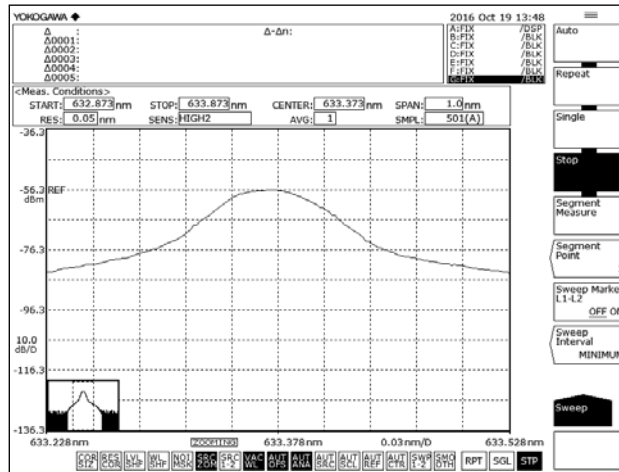 YOKOGAWA ◆
2016 Oct 19 13:48
Δ :
Δ0001:
Δ0002:
Δ0003:
Δ0004:
Δ0005:
Δ-Δn:
A:FIX /DSP
B:FIX /BLK
C:FIX /BLK
D:FIX /BLK
E:FIX /BLK
F:FIX /BLK
G:FIX /BLK
<Meas. Conditions>
START: 632.873 nm STOP: 633.873 nm CENTER: 633.373 nm SPAN: 1.0 nm
RES: 0.05 nm SENS: HIGH2 AVG: 1 SMPL: 501(A)
-36.3
-56.3 REF
dBm
-76.3
-96.3
10.0
dB/D
-116.3
-136.3
633.228nm ZOOMING 633.378nm 0.03nm/D 633.528nm
COR SIZ
RES COR
LVL SHF
WL SHF
NOI MSK
SRC ZOM
SRC 1-2
VAC WL
AUT OFS
AUT ANA
AUT SRC
AUT SCL
AUT REF
AUT CTR
SWP 1-2
SMO OTH
RPT
SGL
STP
Auto
Repeat
Single
Stop
Segment
Measure
Segment
Point
Sweep Marke
L1-L2
OFF O
Sweep
Interval
MINIMUM
Sweep